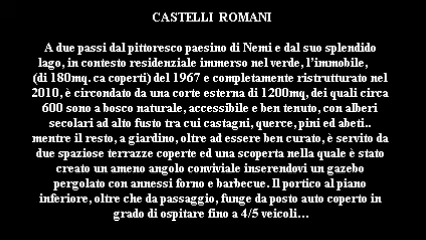 CASTELLI ROMANI
A due passi dal pittoresco paesino di Nemi e dal suo splendido
lago, in contesto residenziale immerso nel verde, l'immobile,
(di 180mq. ca coperti) del 1967 e completamente ristrutturato nel
2010, è circondato da una corte esterna di 1200mq, dei quali circa
600 sono a bosco naturale, accessibile e ben tenuto, con alberi
secolari ad alto fusto tra cui castagni, querce, pini ed abeti..
mentre il resto, a giardino, oltre ad essere ben curato, è servito da
due spaziose terrazze coperte ed una scoperta nella quale è stato
creato un ameno angolo conviviale inserendovi un gazebo
pergolato con annessi forno e barbecue. Il portico al piano
inferiore, oltre che da passaggio, funge da posto auto coperto in
grado di ospitare fino a 4/5 veicoli…